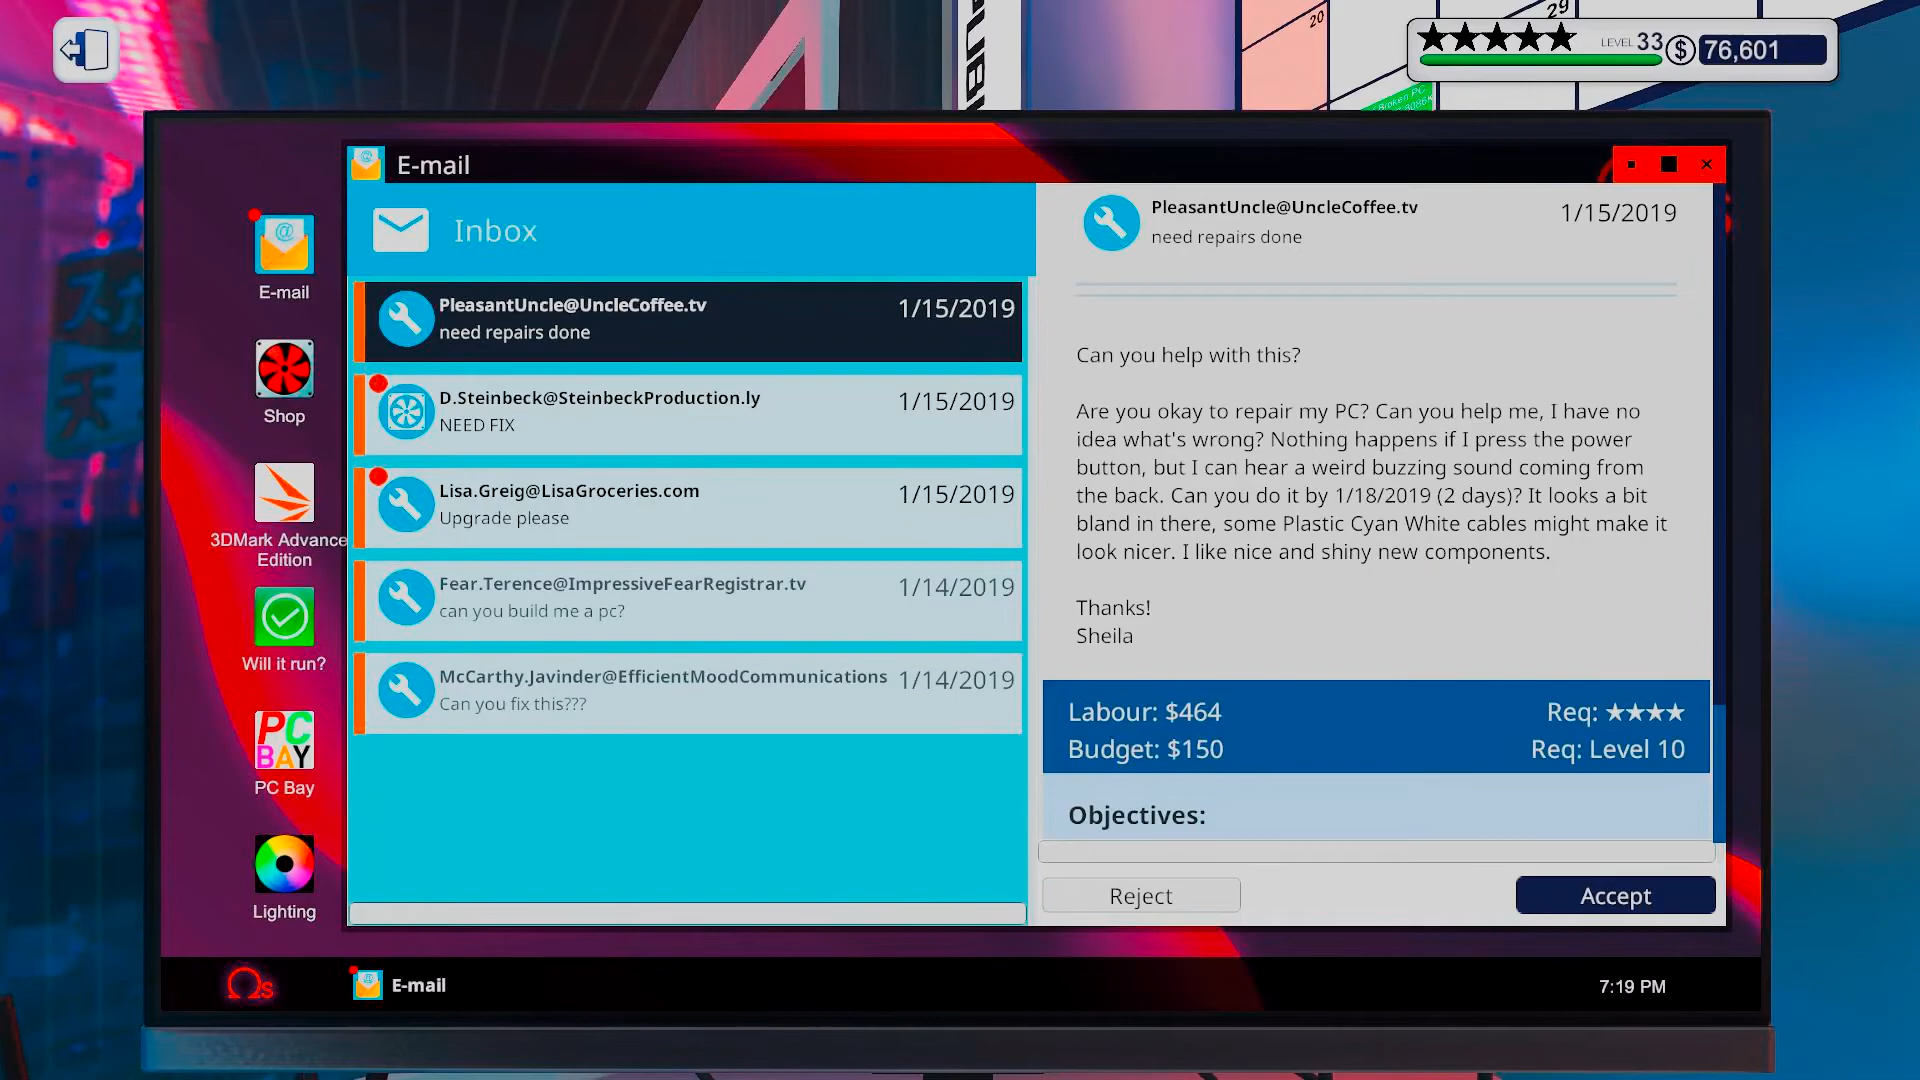 20
29
LEVEL 33
$ 76,601
Broken PC
8086K
E-mail
Inbox
PleasantUncle@UncleCoffee.tv
need repairs done
1/15/2019
D.Steinbeck@SteinbeckProduction.ly
NEED FIX
1/15/2019
Lisa.Greig@LisaGroceries.com
Upgrade please
1/15/2019
Fear.Terence@ImpressiveFearRegistrar.tv
can you build me a pc?
1/14/2019
McCarthy.Javinder@EfficientMoodCommunications
Can you fix this???
1/14/2019
PleasantUncle@UncleCoffee.tv
need repairs done
1/15/2019
Can you help with this?
Are you okay to repair my PC? Can you help me, I have no
idea what's wrong? Nothing happens if I press the power
button, but I can hear a weird buzzing sound coming from
the back. Can you do it by 1/18/2019 (2 days)? It looks a bit
bland in there, some Plastic Cyan White cables might make it
look nicer. I like nice and shiny new components.
Thanks!
Sheila
Labour: $464
Req: ★★★★
Budget: $150
Req: Level 10
Objectives:
Reject
Accept
E-mail
Shop
3DMark Advance
Edition
Will it run?
PC
BAY
PC Bay
Lighting
Ωs
E-mail
7:19 PM